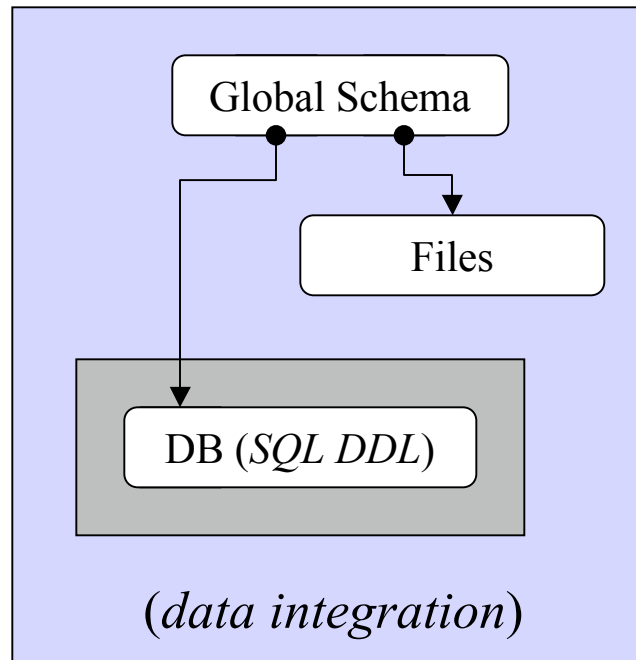 Global Schema
Files
DB (SQL DDL)
(data integration)